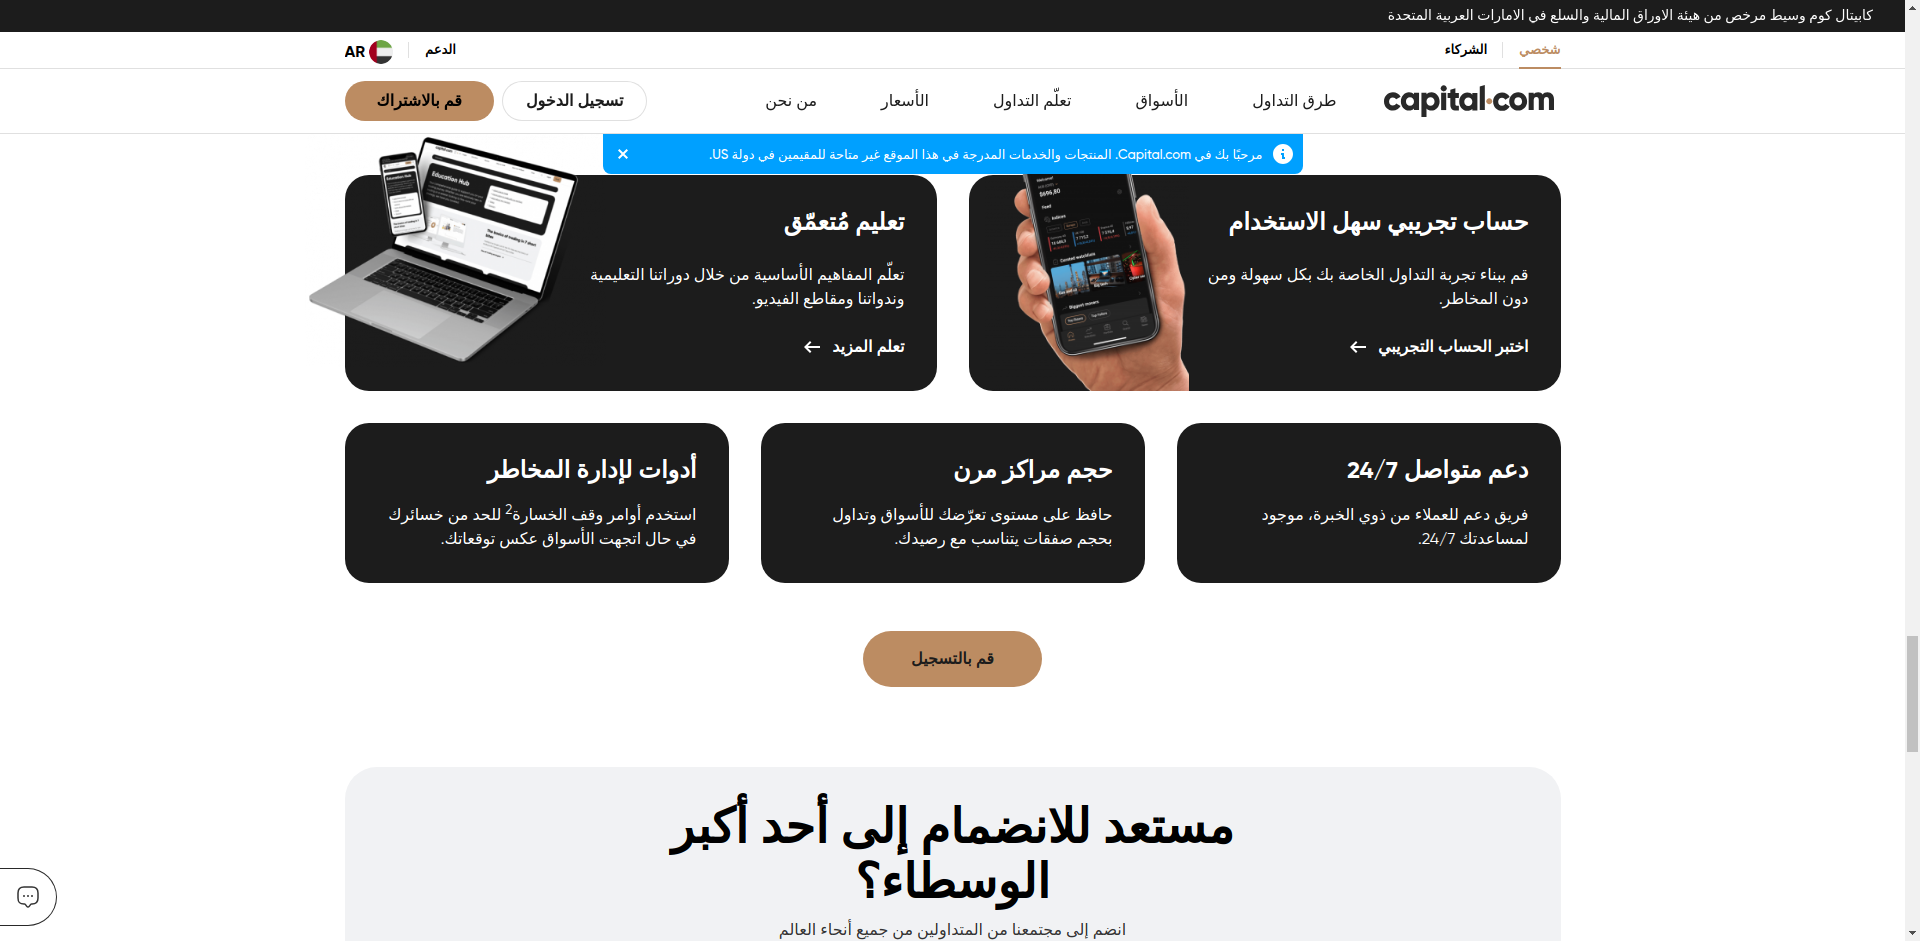 كابيتال كوم وسيط مرخص من هيئة الاوراق المالية والسلع في الامارات العربية المتحدة
شخصي
الشركاء
الدعم
AR
capital.com
طرق التداول
الأسواق
تعلّم التداول
الأسعار
من نحن
تسجيل الدخول
قم بالاشتراك
مرحبًا بك في Capital.com. المنتجات والخدمات المدرجة في هذا الموقع غير متاحة للمقيمين في دولة US.
حساب تجريبي سهل الاستخدام
قم ببناء تجربة التداول الخاصة بك بكل سهولة ومن
دون المخاطر.
اختبر الحساب التجريبي
تعليم مُتعمّق
تعلّم المفاهيم الأساسية من خلال دوراتنا التعليمية
وندواتنا ومقاطع الفيديو.
تعلم المزيد
Education Hub
دعم متواصل 24/7
فريق دعم للعملاء من ذوي الخبرة، موجود
لمساعدتك 24/7.
حجم مراكز مرن
حافظ على مستوى تعرّضك للأسواق وتداول
بحجم صفقات يتناسب مع رصيدك.
أدوات لإدارة المخاطر
استخدم أوامر وقف الخسارة2 للحد من خسائرك
في حال اتجهت الأسواق عكس توقعاتك.
قم بالتسجيل
مستعد للانضمام إلى أحد أكبر
الوسطاء؟
انضم إلى مجتمعنا من المتداولين من جميع أنحاء العالم